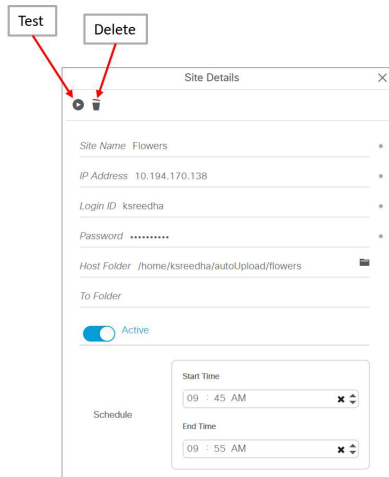 Test
Delete
Site Details
Site Name Flowers
IP Address 10.194.170.138
Login ID ksreedha
Password ••••••••••
Host Folder /home/ksreedha/autoUpload/flowers
To Folder
Active
Schedule
Start Time
09 : 45 AM
End Time
09 : 55 AM